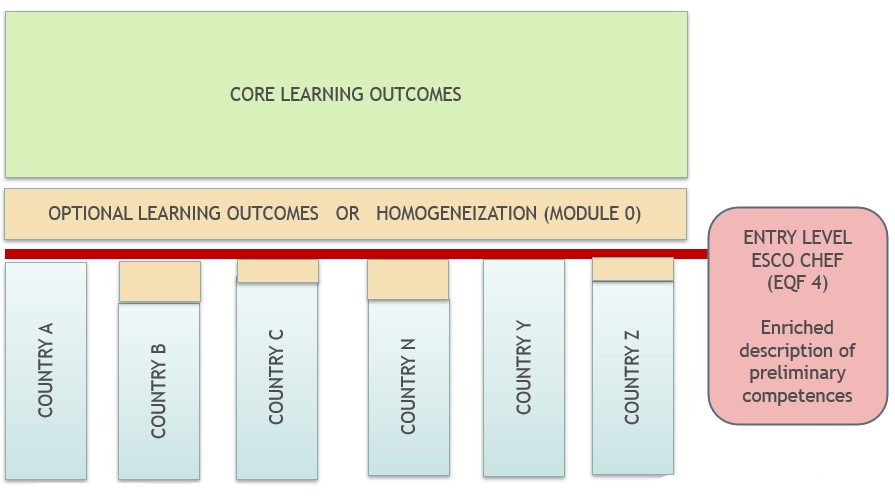 CORE LEARNING OUTCOMES
OPTIONAL LEARNING OUTCOMES OR HOMOGENEIZATION (MODULE 0)
ENTRY LEVEL
ESCO CHEF
(EQF 4)
Enriched
description of
preliminary
competences
COUNTRY A
COUNTRY B
COUNTRY C
COUNTRY N
COUNTRY Y
COUNTRY Z